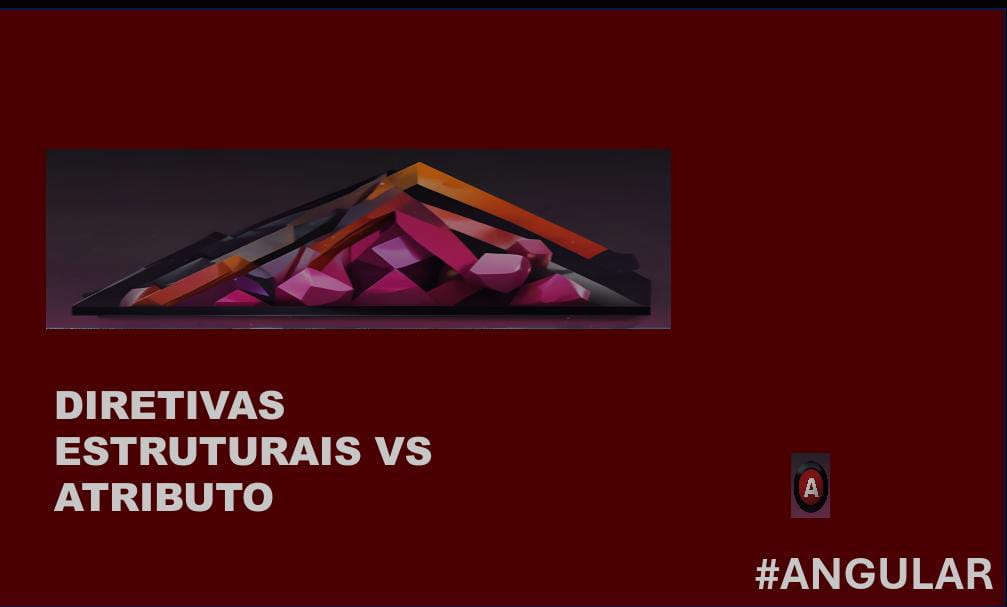 DIRETIVAS
ESTRUTURAIS VS
ATRIBUTO
A
#ANGULAR